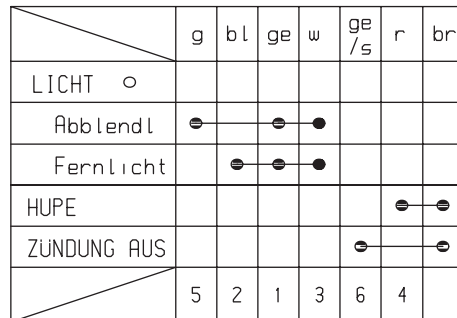 g bl ge w ge/s r br
LICHT
Abblendl
Fernlicht
HUPE
ZÜNDUNG AUS
5 2 1 3 6 4